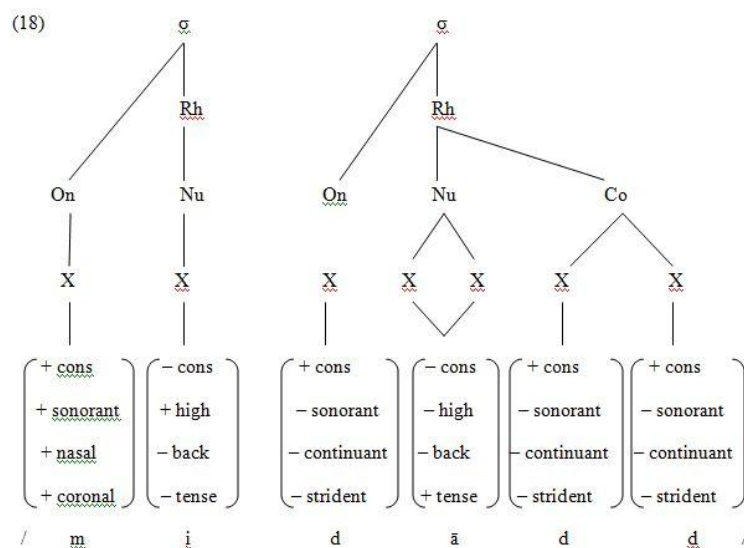 (18) σ σ
Rh Rh
On Nu On Nu Co
X X X X X X X
+ cons – cons + cons – cons + cons + cons
+ sonorant + high – sonorant – high – sonorant – sonorant
+ nasal – back – continuant – back – continuant – continuant
+ coronal – tense – strident + tense – strident – strident
/ m i d ā d d /